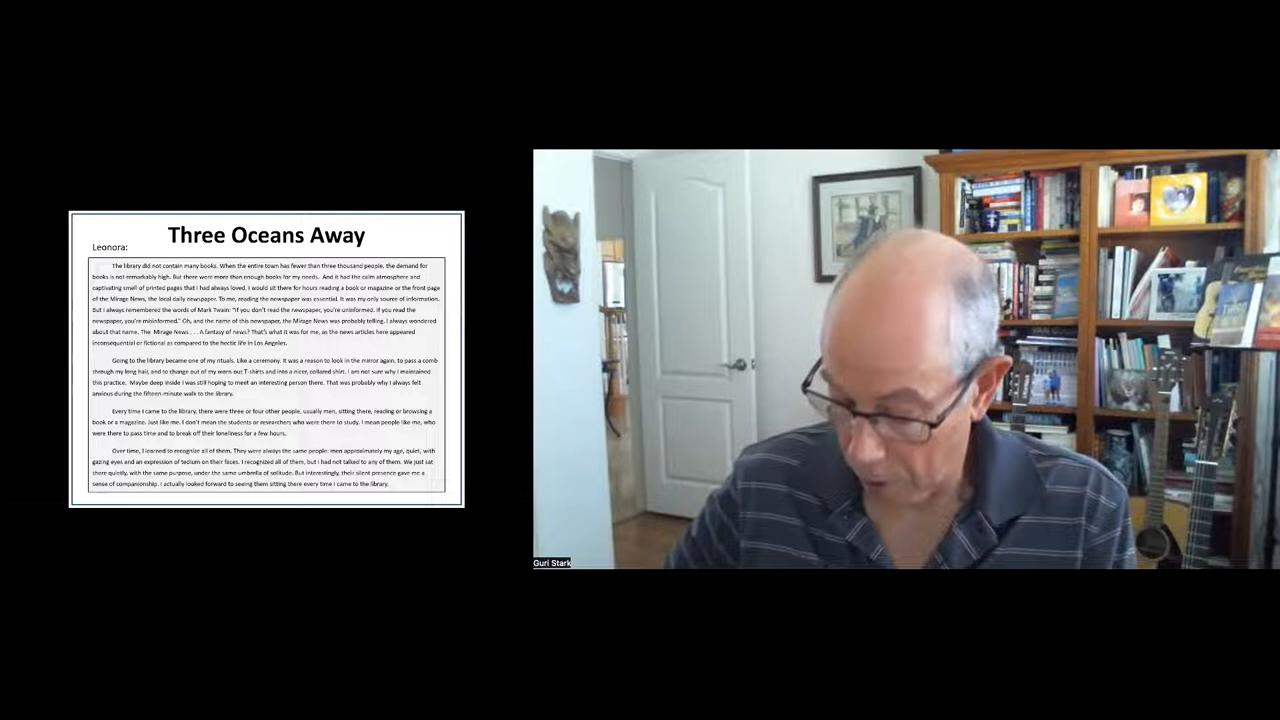 Three Oceans Away
Leonora:
The library did not contain many books. When the entire town has fewer than three thousand people, the demand for
books is not remarkably high. But there were more than enough books for my needs. And it had the calm atmosphere and
captivating smell of printed pages that I had always loved. I would sit there for hours reading a book or magazine or the front page
of the Mirage News, the local daily newspaper. To me, reading the newspaper was essential. It was my only source of information.
But I always remembered the words of Mark Twain: "If you don't read the newspaper, you're uninformed. If you read the
newspaper, you're misinformed." Oh, and the name of this newspaper, the Mirage News was probably telling. I always wondered
about that name. The Mirage News . . . A fantasy of news? That's what it was for me, as the news articles here appeared
inconsequential or fictional as compared to the hectic life in Los Angeles.
Going to the library became one of my rituals. Like a ceremony. It was a reason to look in the mirror again, to pass a comb
through my long hair, and to change out of my worn-out T-shirts and into a nicer, collared shirt. I am not sure why I maintained
this practice. Maybe deep inside I was still hoping to meet an interesting person there. That was probably why I always felt
anxious during the fifteen-minute walk to the library.
Every time I came to the library, there were three or four other people, usually men, sitting there, reading or browsing a
book or a magazine. Just like me. I don't mean the students or researchers who were there to study. I mean people like me, who
were there to pass time and to break off their loneliness for a few hours.
Over time, I learned to recognize all of them. They were always the same people: men approximately my age, quiet, with
gazing eyes and an expression of tedium on their faces. I recognized all of them, but I had not talked to any of them. We just sat
there quietly, with the same purpose, under the same umbrella of solitude. But interestingly, their silent presence gave me a
sense of companionship. I actually looked forward to seeing them sitting there every time I came to the library.
VAN GOGH
Guri Stark